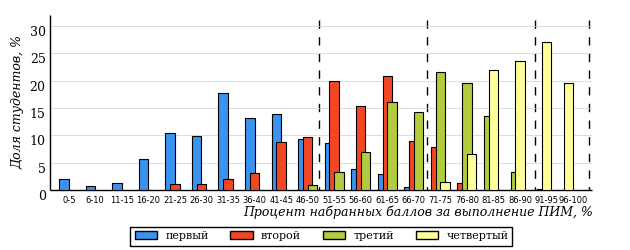 Доля студентов, %
30
25
20
15
10
5
0
0-5 6-10 11-15 16-20 21-25 26-30 31-35 36-40 41-45 46-50 51-55 56-60 61-65 66-70 71-75 76-80 81-85 86-90 91-95 96-100
Процент набранных баллов за выполнение ПИМ, %
первый второй третий четвертый